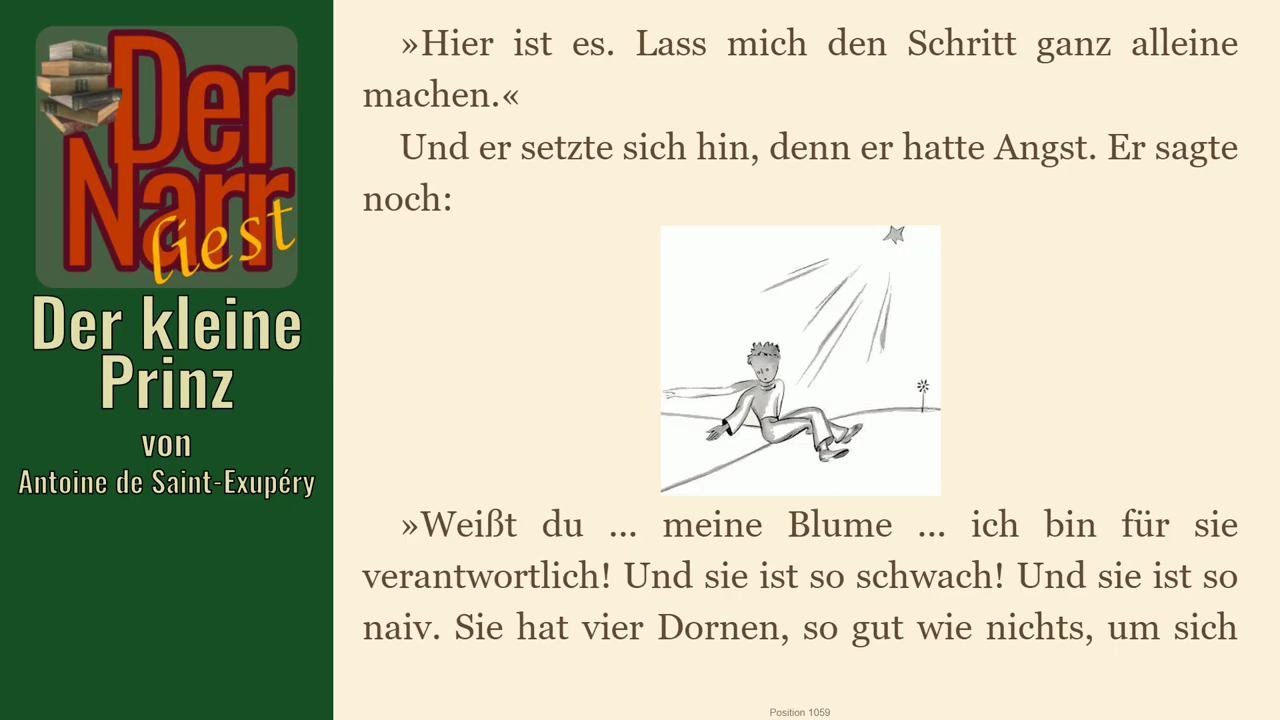 Der
Narr
liest
Der kleine
Prinz
von
Antoine de Saint-Exupéry
»Hier ist es. Lass mich den Schritt ganz alleine
machen.«
Und er setzte sich hin, denn er hatte Angst. Er sagte
noch:
»Weißt du ... meine Blume ... ich bin für sie
verantwortlich! Und sie ist so schwach! Und sie ist so
naiv. Sie hat vier Dornen, so gut wie nichts, um sich
Position 1059